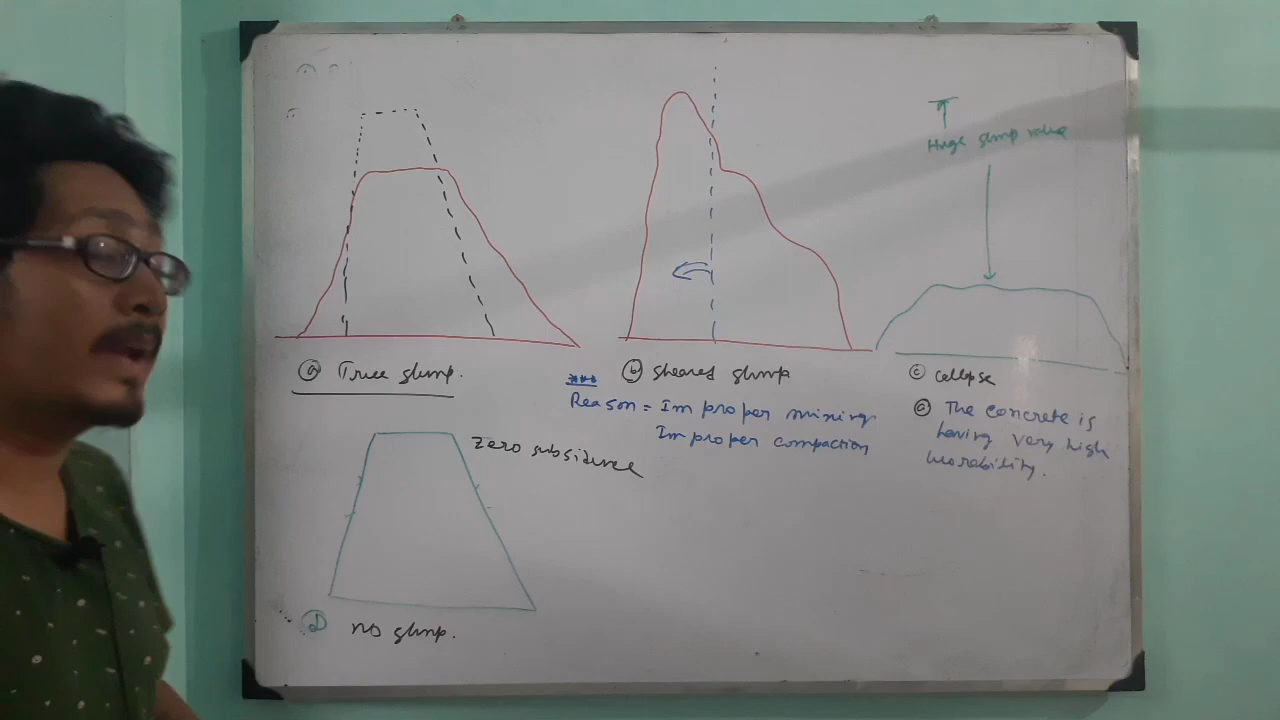 Huge slump value
ⓐ True slump.
ⓑ Sheared slump
ⓒ Collapse
***
Reason = Improper mixing
Improper compaction
ⓒ The concrete is
having very high
workability.
Zero subsidence
ⓓ no slump.